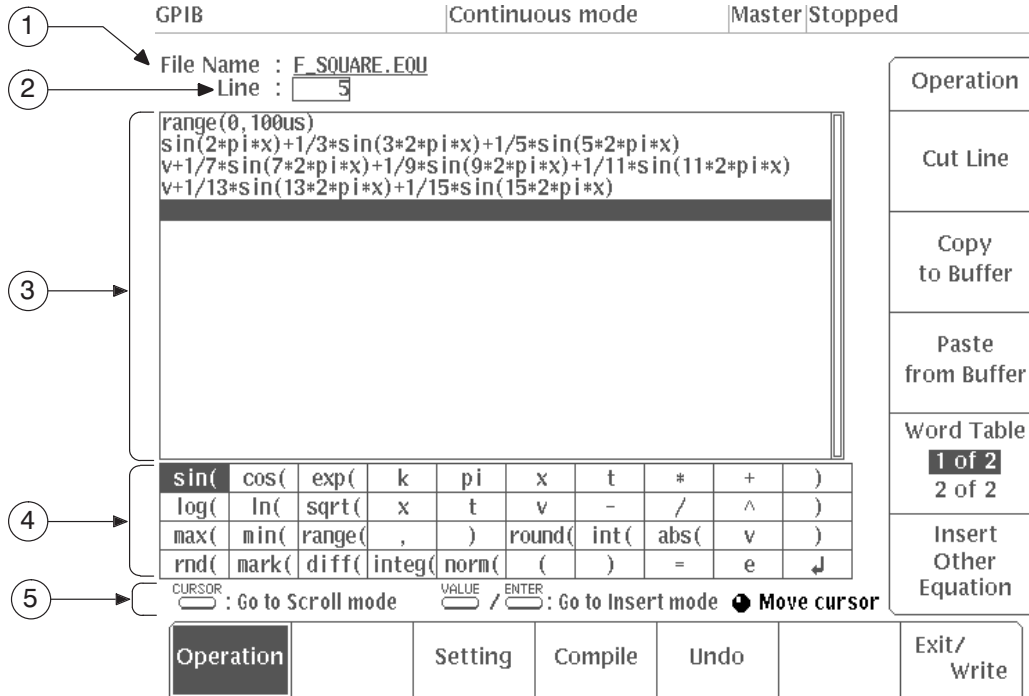 GPIB Continuous mode Master Stopped
1
File Name : F_SQUARE.EQU
2
Line : 5
3
range(0,100us)
sin(2*pi*x)+1/3*sin(3*2*pi*x)+1/5*sin(5*2*pi*x)
v+1/7*sin(7*2*pi*x)+1/9*sin(9*2*pi*x)+1/11*sin(11*2*pi*x)
v+1/13*sin(13*2*pi*x)+1/15*sin(15*2*pi*x)
4
sin( cos( exp( k pi x t * + )
log( ln( sqrt( x t v - / ^ )
max( min( range( , ) round( int( abs( v )
rnd( mark( diff( integ( norm( ( ) = e ↲
5
CURSOR : Go to Scroll mode VALUE / ENTER : Go to Insert mode Move cursor
Operation
Cut Line
Copy
to Buffer
Paste
from Buffer
Word Table
1 of 2
2 of 2
Insert
Other
Equation
Operation Setting Compile Undo Exit/
Write